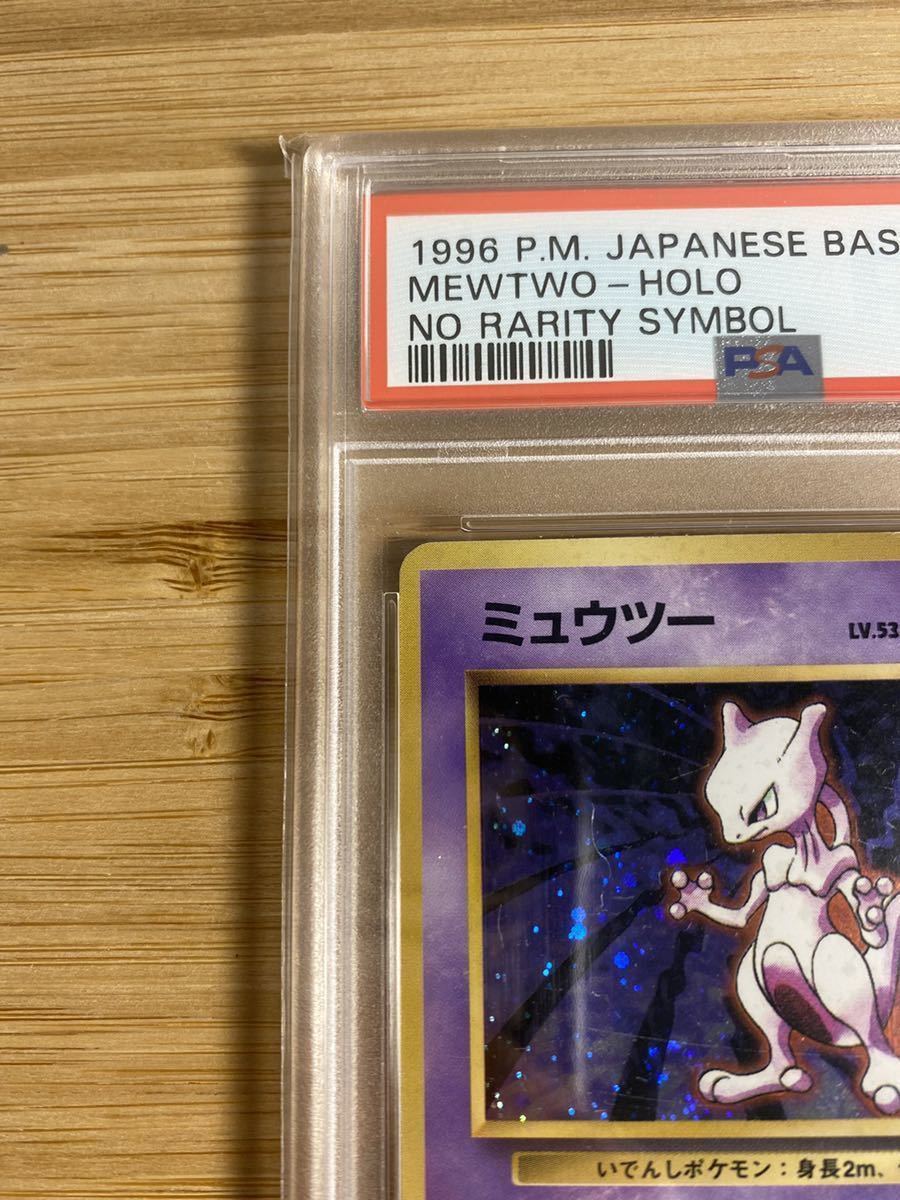 1996 P.M. JAPANESE BAS
MEWTWO – HOLO
NO RARITY SYMBOL
PSA
ミュウツー LV.53
いでんしポケモン：身長2m、